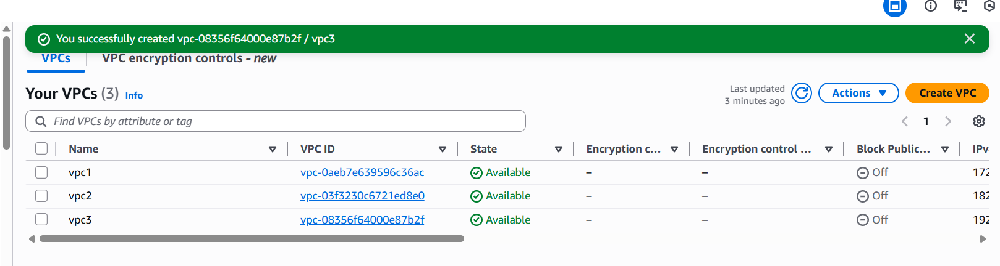 You successfully created vpc-08356f64000e87b2f / vpc3
VPCs VPC encryption controls - new
Your VPCs (3) Info
Last updated
3 minutes ago
Actions
Create VPC
Find VPCs by attribute or tag
1
Name VPC ID State Encryption c... Encryption control ... Block Public... IPv4
vpc1 vpc-0aeb7e639596c36ac Available – – Off 172
vpc2 vpc-03f3230c6721ed8e0 Available – – Off 182
vpc3 vpc-08356f64000e87b2f Available – – Off 192